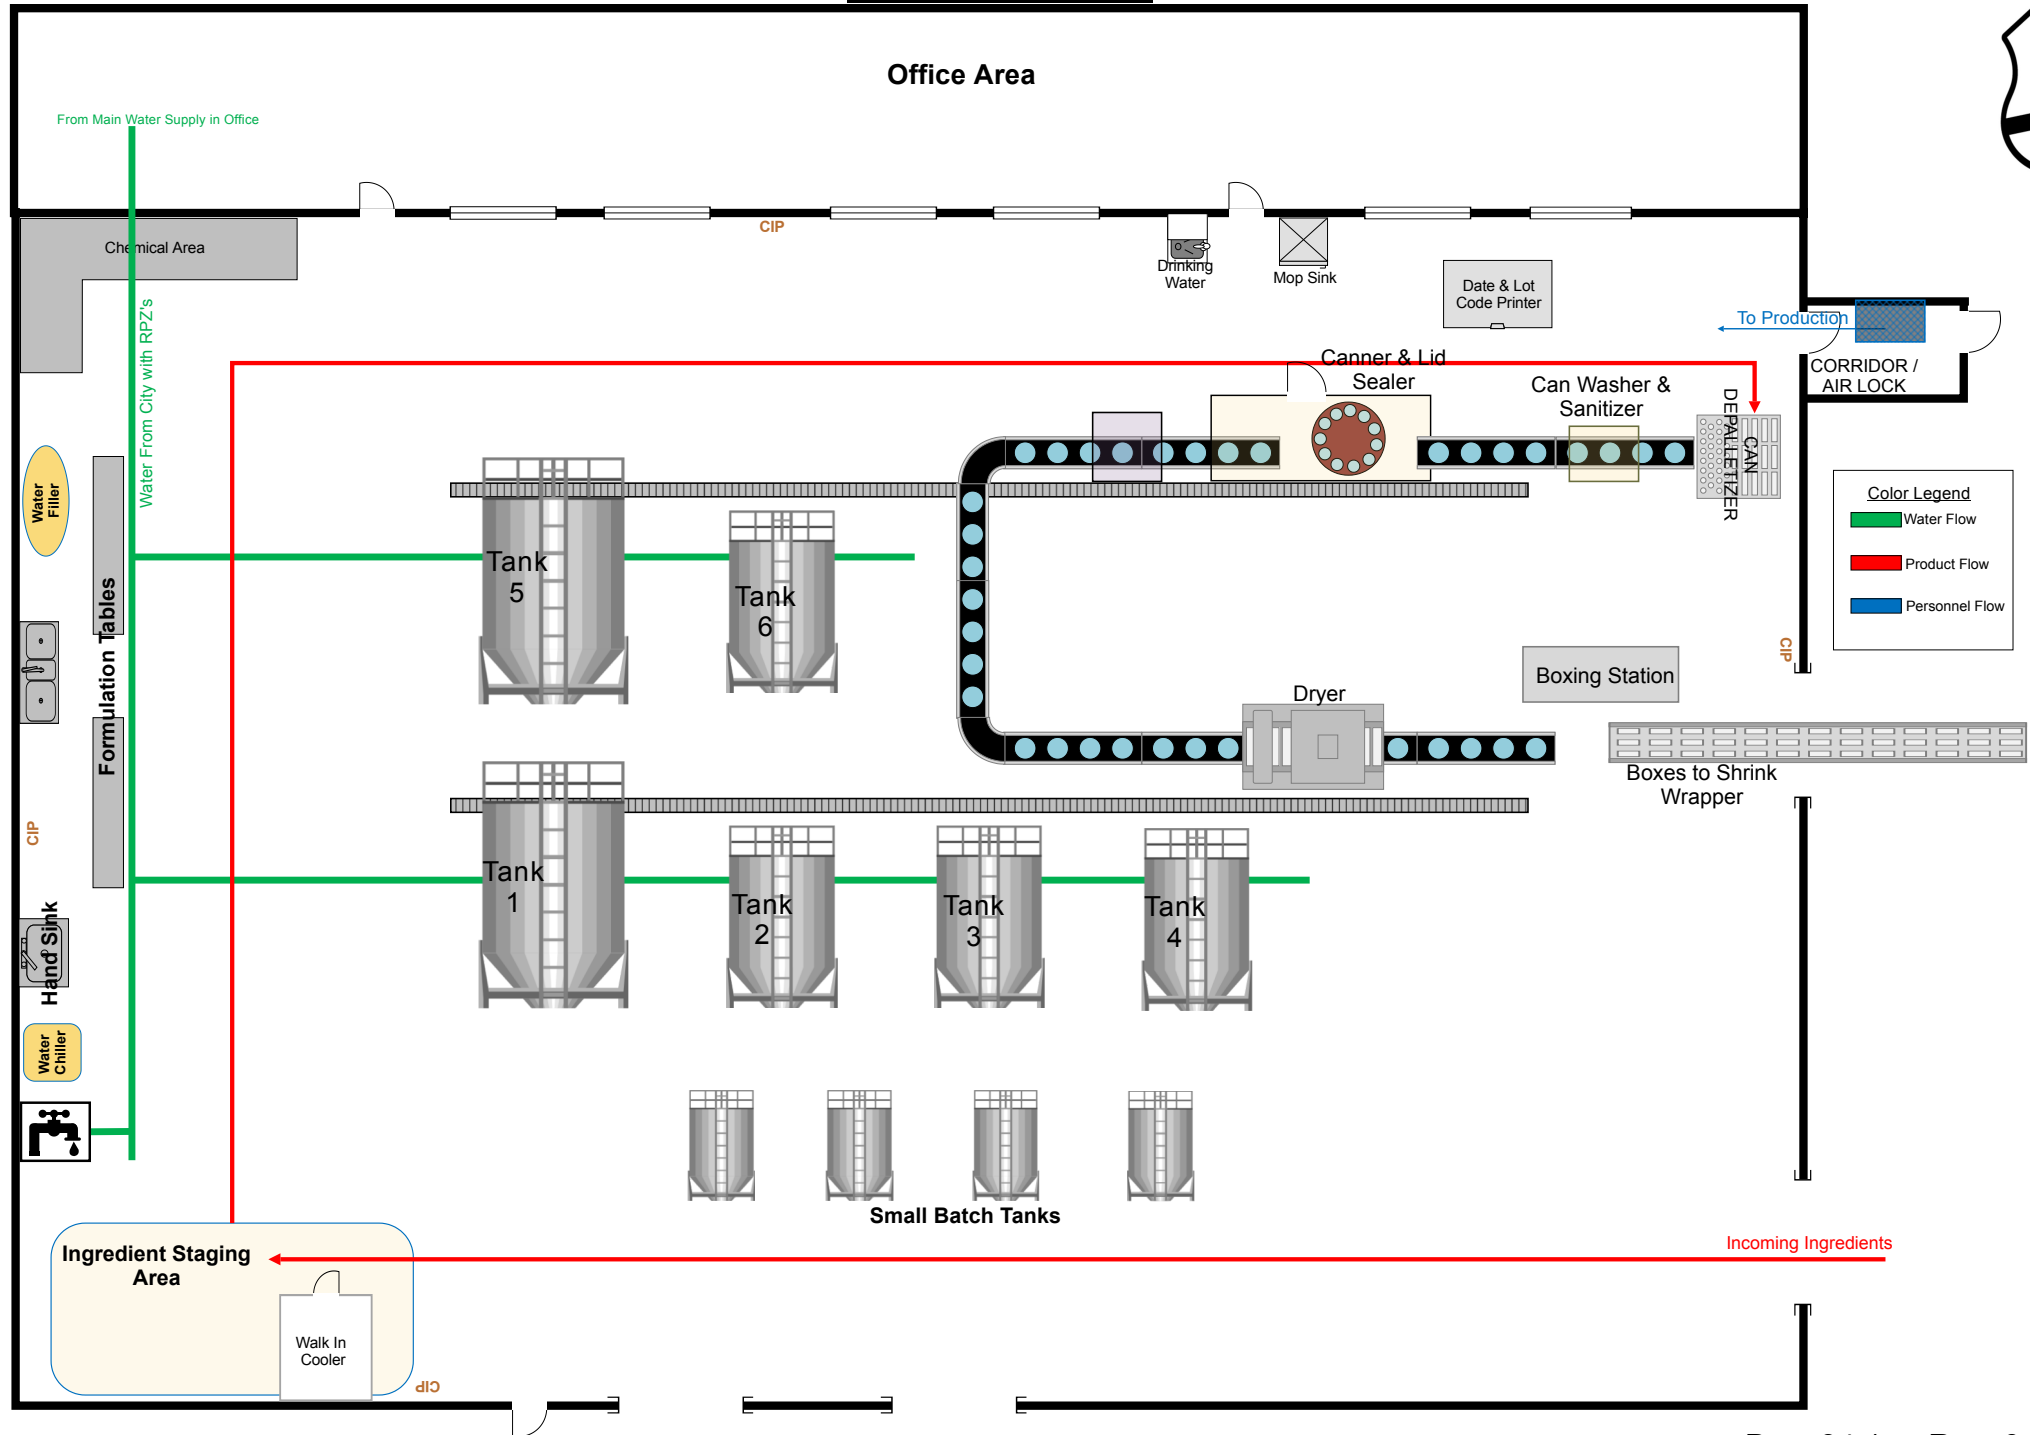 Office Area
From Main Water Supply in Office
CIP
Chemical Area
Drinking
Water
Mop Sink
Date & Lot
Code Printer
To Production
CORRIDOR /
AIR LOCK
Water From City with RPZ's
Canner & Lid
Sealer
Can Washer &
Sanitizer
CAN
DEPALLETIZER
Water
Filler
Color Legend
Water Flow
Product Flow
Personnel Flow
Tank
5
Tank
6
Formulation Tables
CIP
Boxing Station
Dryer
Boxes to Shrink
Wrapper
CIP
Tank
1
Tank
2
Tank
3
Tank
4
Hand Sink
Water
Chiller
Small Batch Tanks
Ingredient Staging
Area
Incoming Ingredients
Walk In
Cooler
CIP